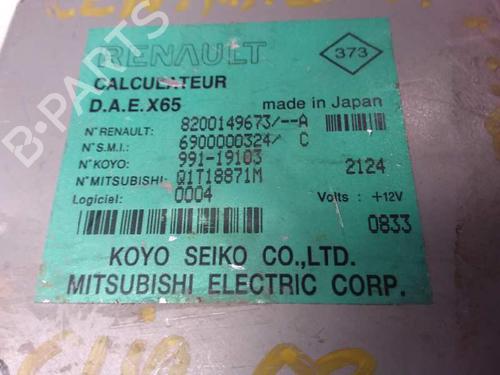 RENAULT
373
CALCULATEUR
D.A.E.X65 made in Japan
N° RENAULT: 8200149673/--A
N° S.M.I.: 6900000324/ C
N° KOYO: 991-19103 2124
N° MITSUBISHI: Q1T18871M
Logiciel: 0004 Volts : +12V
0833
KOYO SEIKO CO.,LTD.
MITSUBISHI ELECTRIC CORP.
B-PARTS